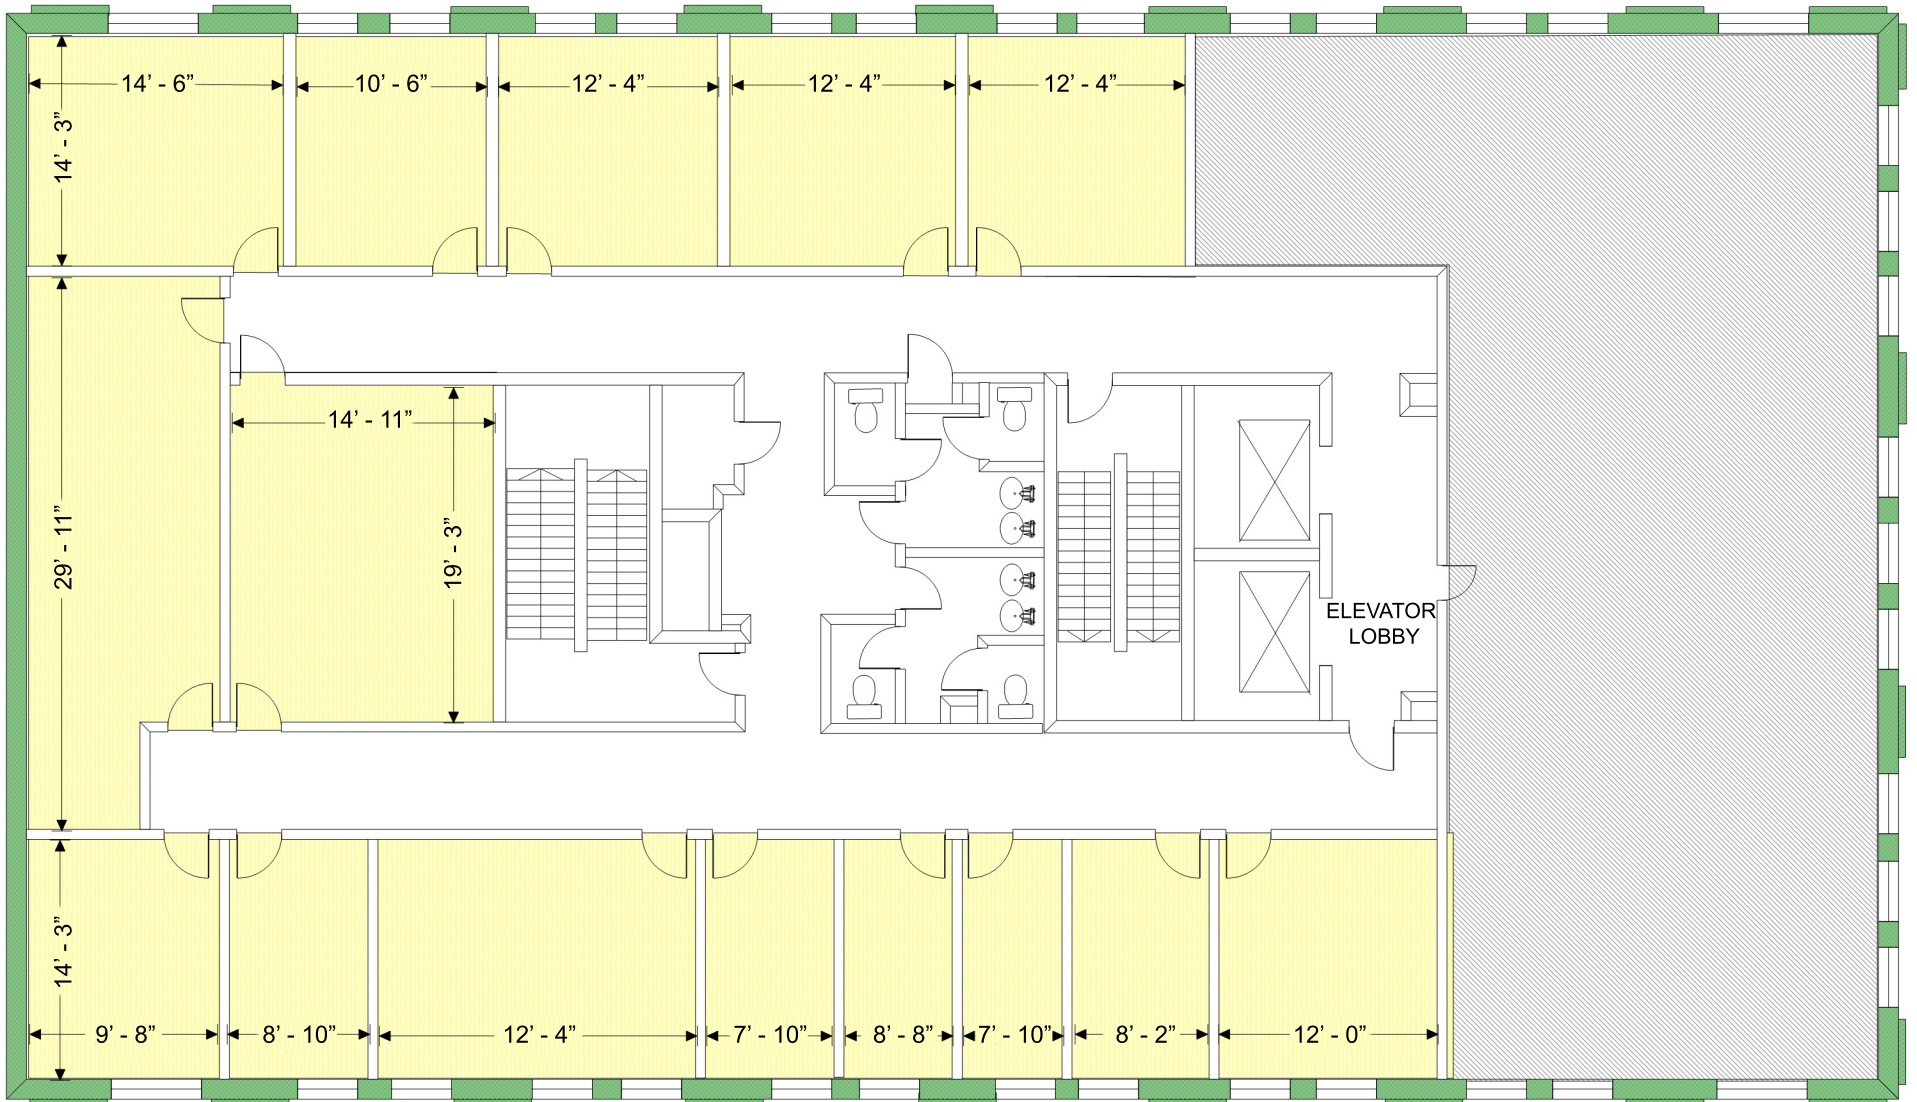 14’ - 6”
10’ - 6”
12’ - 4”
12’ - 4”
12’ - 4”
14’ - 3”
14’ - 11”
29’ - 11”
19’ - 3”
ELEVATOR
LOBBY
14’ - 3”
9’ - 8”
8’ - 10”
12’ - 4”
7’ - 10”
8’ - 8”
7’ - 10”
8’ - 2”
12’ - 0”